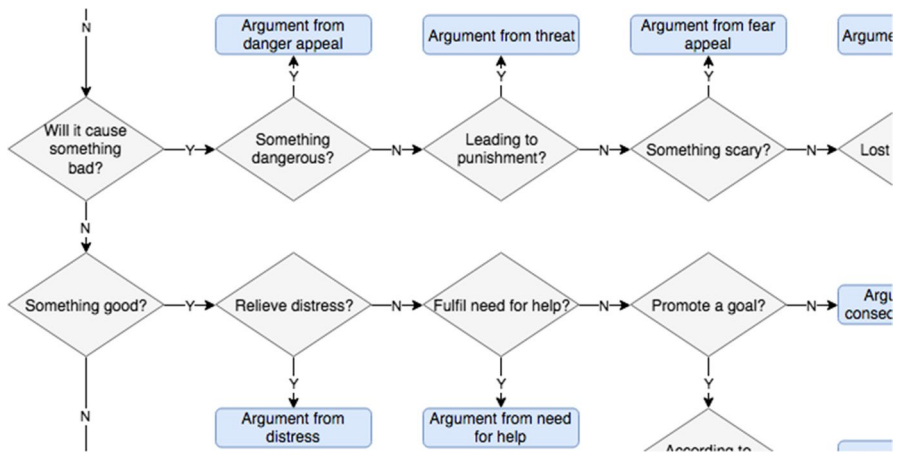 N
Argument from
danger appeal
Argument from threat
Argument from fear
appeal
Y
Y
Y
Will it cause
something
bad?
Y
Something
dangerous?
N
Leading to
punishment?
N
Something scary?
N
Lost
N
Something good?
Y
Relieve distress?
N
Fulfil need for help?
N
Promote a goal?
N
Y
Y
Y
N
Argument from
distress
Argument from need
for help
According to